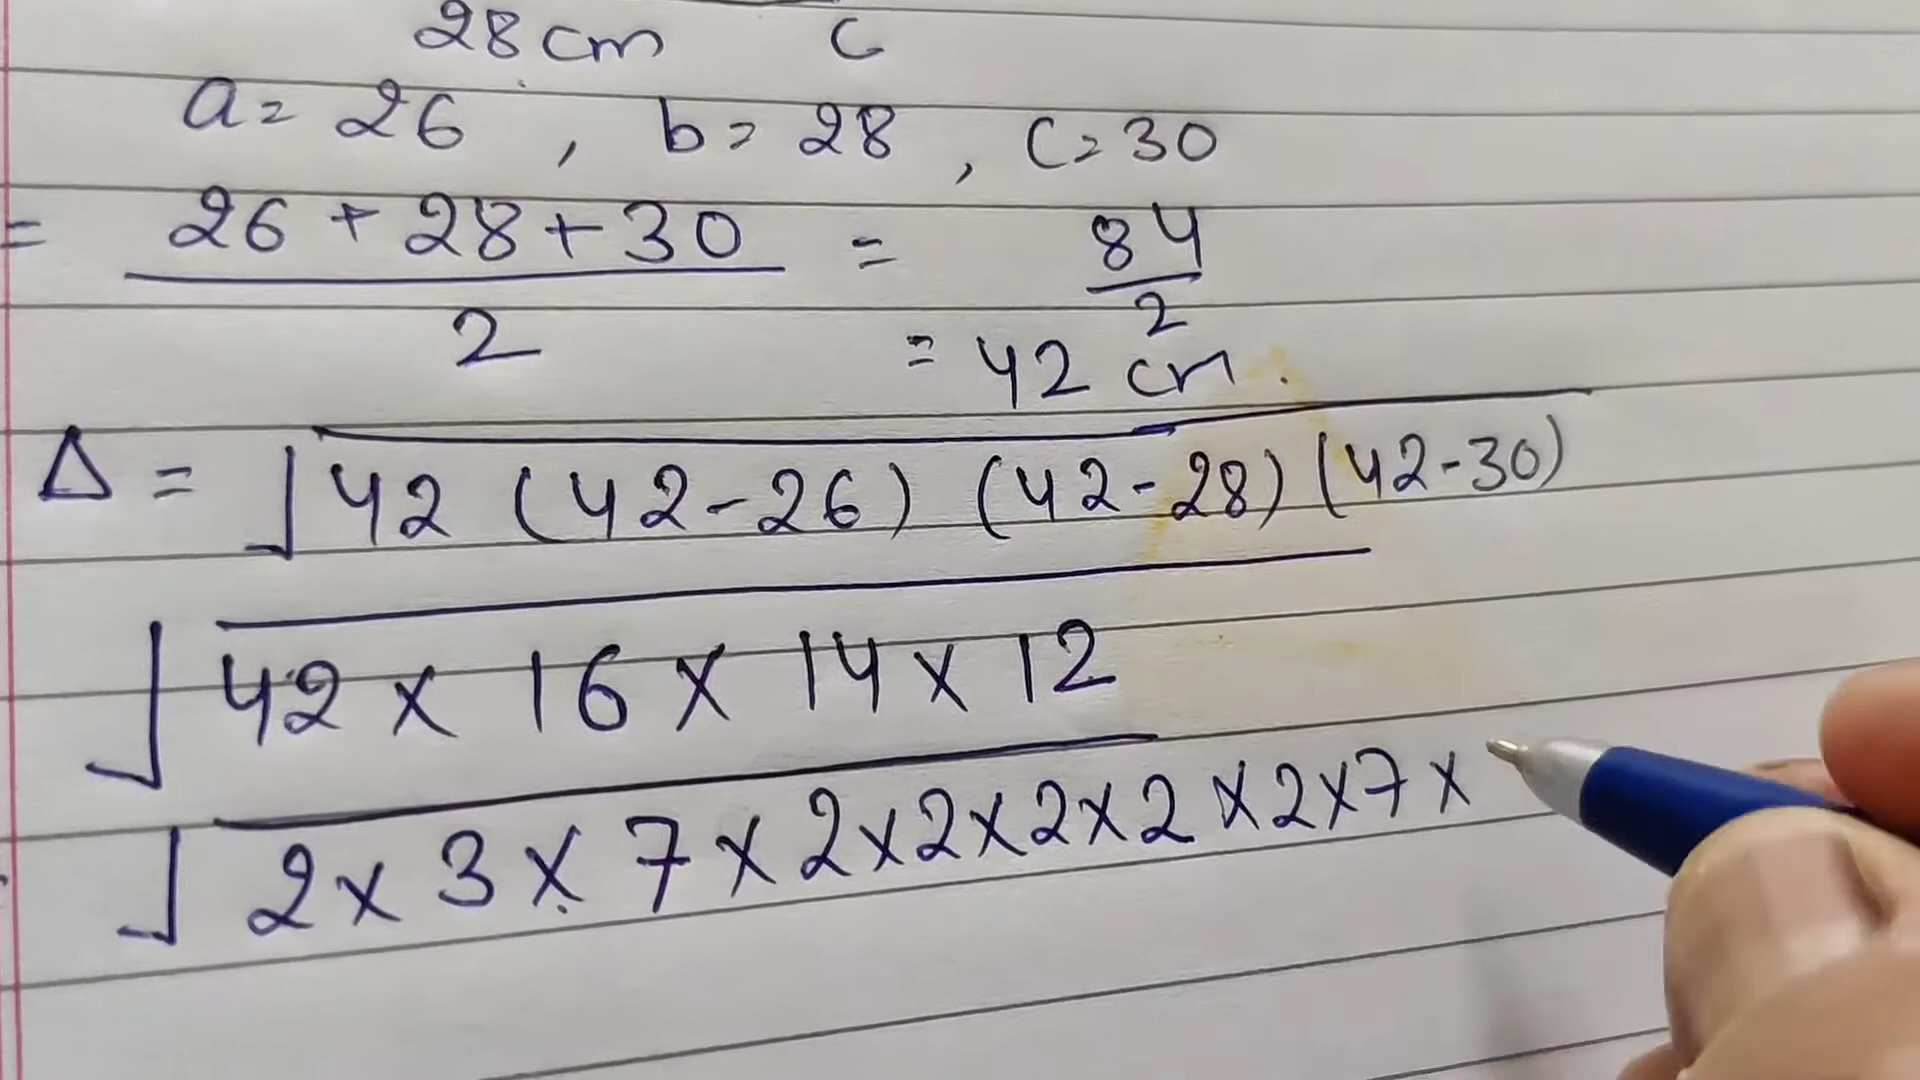 28 cm C
a = 26 , b = 28 , c = 30
= 26 + 28 + 30 = 84
2 2
= 42 cm.
Δ = √42 (42-26) (42-28) (42-30)
√42 x 16 x 14 x 12
√2 x 3 x 7 x 2 x 2 x 2 x 2 x 2 x 7 x